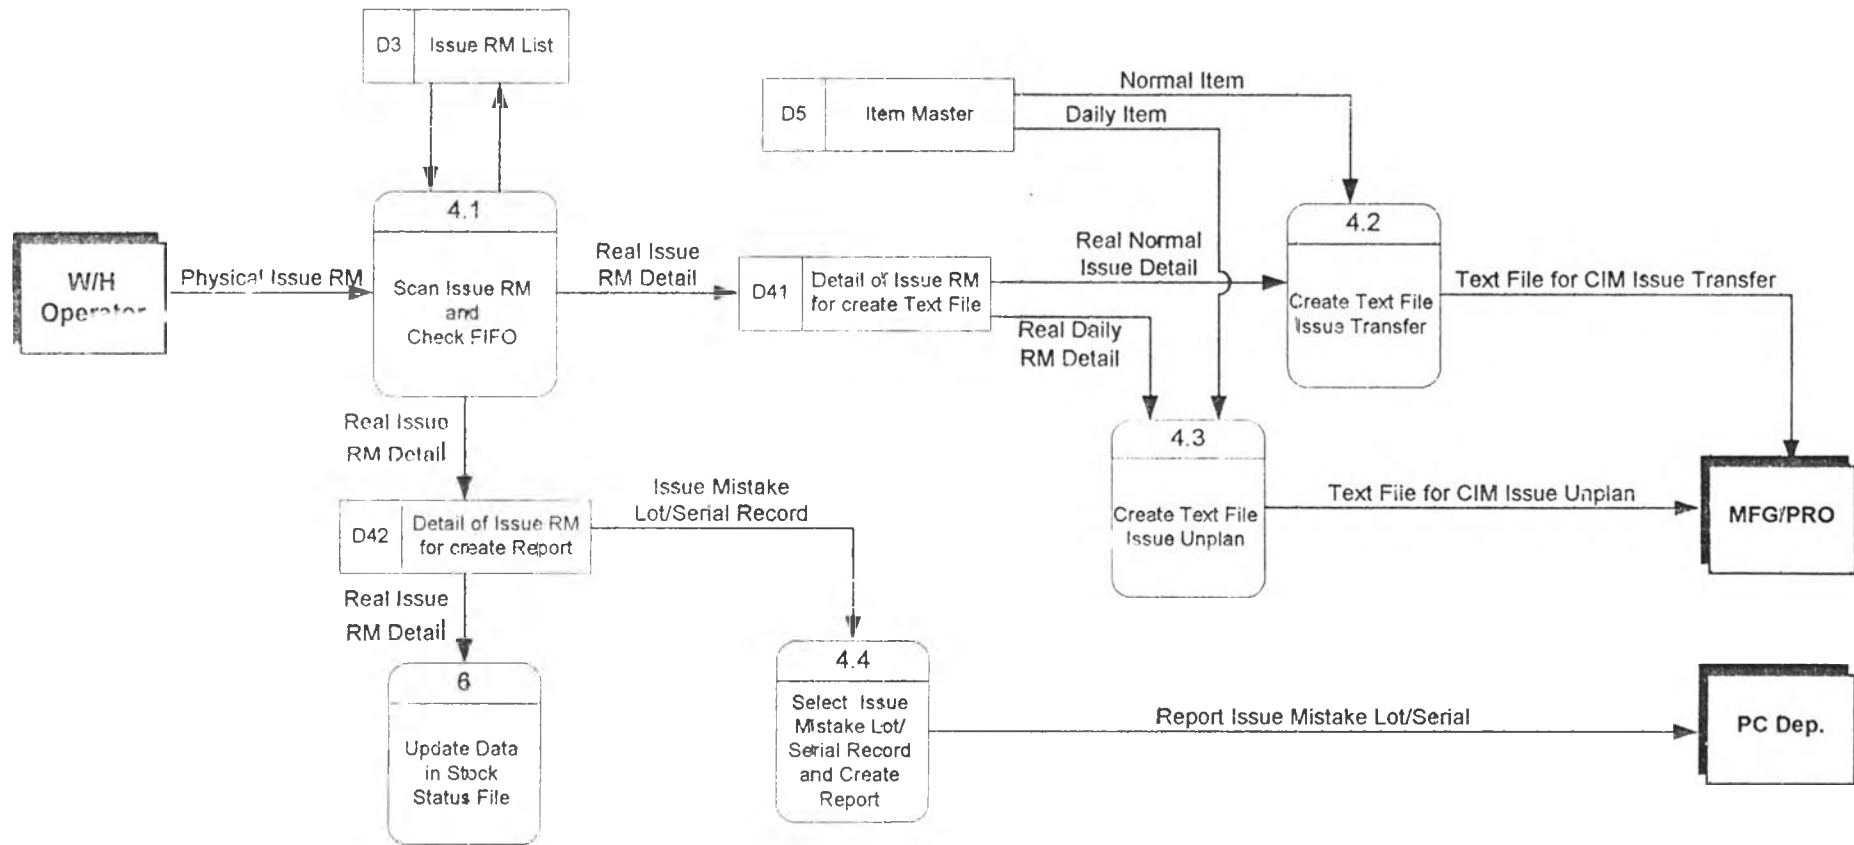 D3
Issue RM List
D5
Item Master
Normal Item
Daily Item
4.1
Scan Issue RM
and
Check FIFO
W/H
Operator
Physical Issue RM
Real Issue
RM Detail
D41
Detail of Issue RM
for create Text File
Real Normal
Issue Detail
Real Daily
RM Detail
4.2
Create Text File
Issue Transfer
Text File for CIM Issue Transfer
4.3
Create Text File
Issue Unplan
Text File for CIM Issue Unplan
MFG/PRO
Real Issue
RM Detail
D42
Detail of Issue RM
for create Report
Issue Mistake
Lot/Serial Record
Real Issue
RM Detail
6
Update Data
in Stock
Status File
4.4
Select Issue
Mistake Lot/
Serial Record
and Create
Report
Report Issue Mistake Lot/Serial
PC Dep.